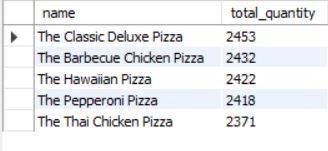 name total_quantity
The Classic Deluxe Pizza 2453
The Barbecue Chicken Pizza 2432
The Hawaiian Pizza 2422
The Pepperoni Pizza 2418
The Thai Chicken Pizza 2371